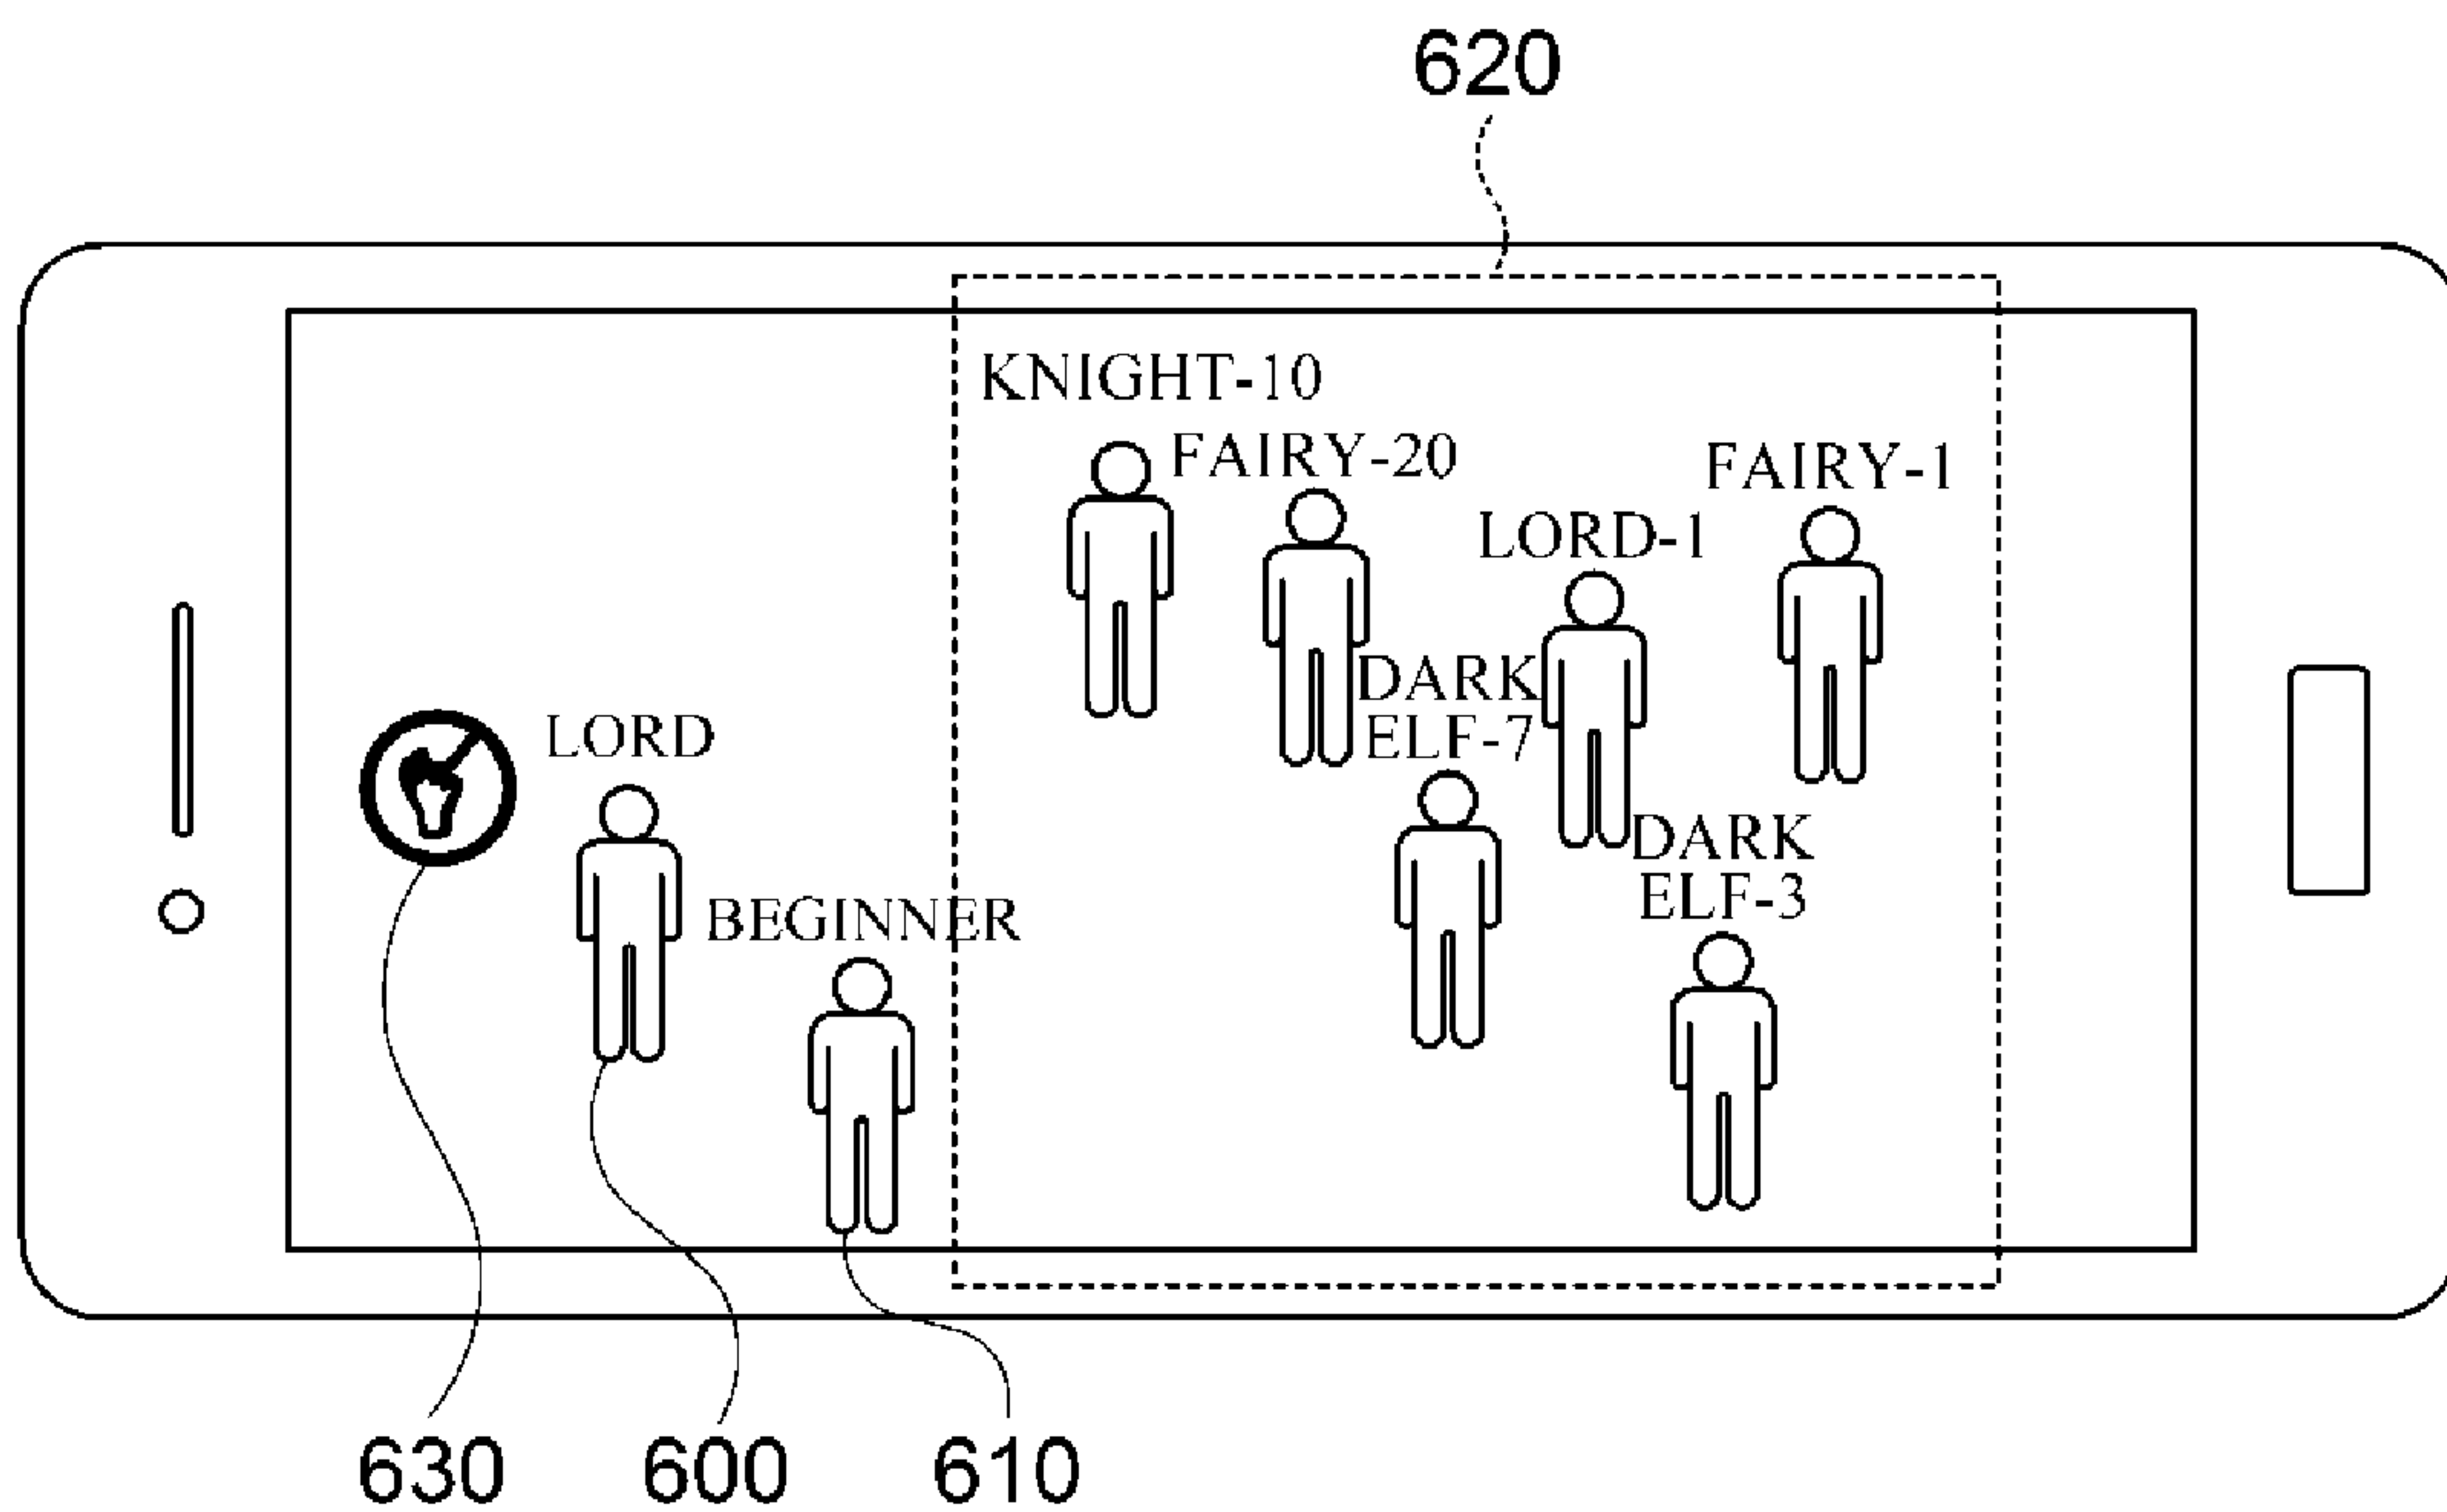 620
KNIGHT-10
FAIRY-20
FAIRY-1
LORD-1
DARK
ELF-7
LORD
DARK
ELF-3
BEGINNER
630
600
610